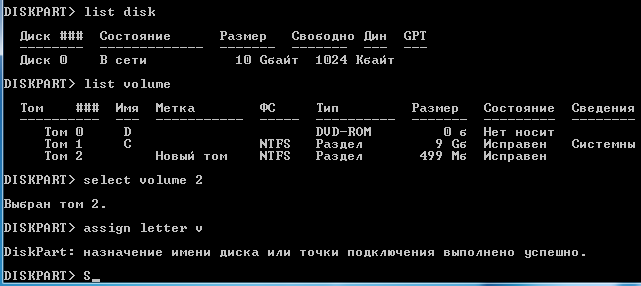 DISKPART> list disk
Диск ### Состояние Размер Свободно Дин GPT
Диск 0 В сети 10 Gбайт 1024 Kбайт
DISKPART> list volume
Том ### Имя Метка ФС Тип Размер Состояние Сведения
Том 0 D DVD-ROM 0 б Нет носит
Том 1 C NTFS Раздел 9 Gб Исправен Системны
Том 2 Новый том NTFS Раздел 499 Mб Исправен
DISKPART> select volume 2
Выбран том 2.
DISKPART> assign letter v
DiskPart: назначение имени диска или точки подключения выполнено успешно.
DISKPART> S_